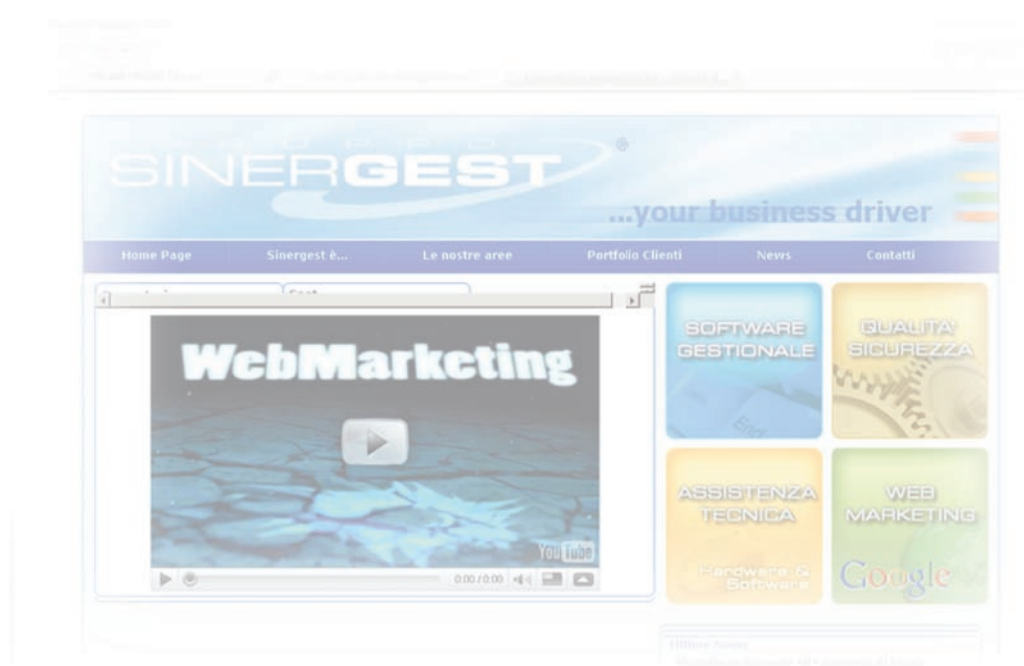 GRUPPO
SINERGEST®
...your business driver
Home Page Sinergest è... Le nostre aree Portfolio Clienti News Contatti
WebMarketing
YouTube
0:00 / 0:00
SOFTWARE
GESTIONALE
End
QUALITA'
SICUREZZA
ASSISTENZA
TECNICA
Hardware &
Software
WEB
MARKETING
Google
Ultime News